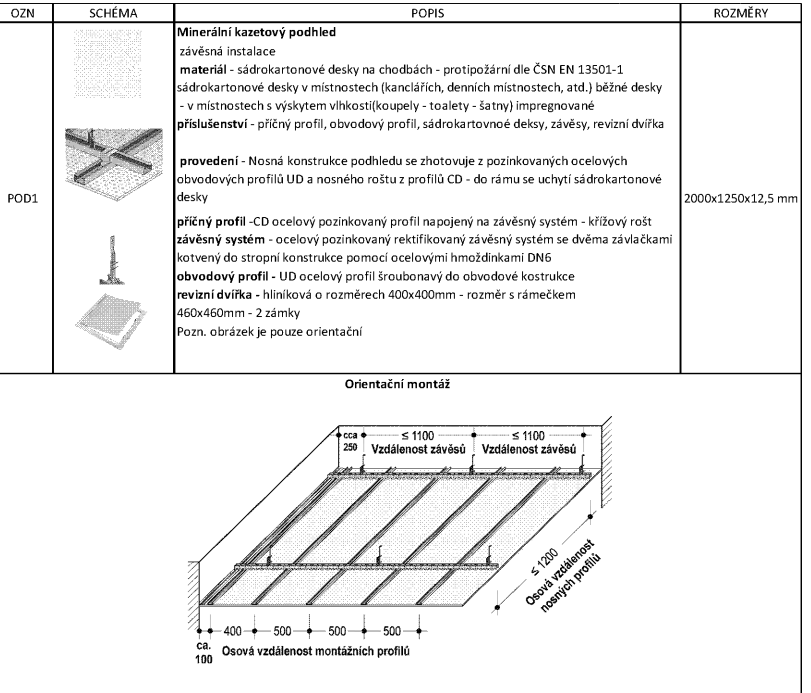 OZN SCHÉMA POPIS ROZMĚRY
Minerální kazetový podhled
závěsná instalace
materiál - sádrokartonové desky na chodbách - protipožární dle ČSN EN 13501-1
sádrokartonové desky v místnostech (kanclářích, denních místnostech, atd.) běžné desky
- v místnostech s výskytem vlhkosti(koupely - toalety - šatny) impregnované
příslušenství - příčný profil, obvodový profil, sádrokartovnoé deksy, závěsy, revizní dvířka
provedení - Nosná konstrukce podhledu se zhotovuje z pozinkovaných ocelových
obvodových profilů UD a nosného roštu z profilů CD - do rámu se uchytí sádrokartonové
desky
POD1
2000x1250x12,5 mm
příčný profil -CD ocelový pozinkovaný profil napojený na závěsný systém - křížový rošt
závěsný systém - ocelový pozinkovaný rektifikovaný závěsný systém se dvěma závlačkami
kotvený do stropní konstrukce pomocí ocelovými hmoždinkami DN6
obvodový profil - UD ocelový profil šroubonavý do obvodové kostrukce
revizní dvířka - hliníková o rozměrech 400x400mm - rozměr s rámečkem
460x460mm - 2 zámky
Pozn. obrázek je pouze orientační
Orientační montáž
cca
250
≤ 1100
Vzdálenost závěsů
≤ 1100
Vzdálenost závěsů
≤ 1200
Osová vzdálenost
nosných profilů
400 500 500 500
ca.
100
Osová vzdálenost montážních profilů